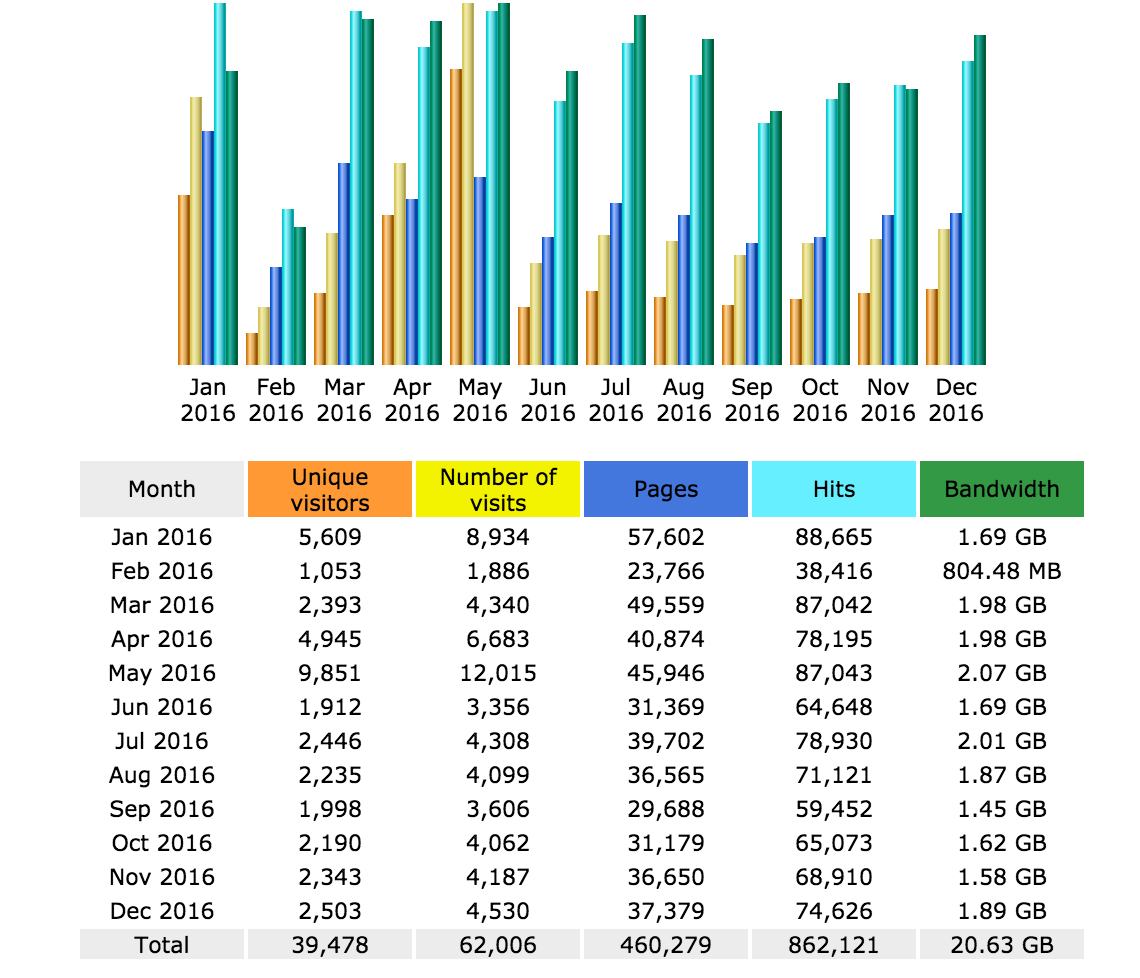 Jan Feb Mar Apr May Jun Jul Aug Sep Oct Nov Dec
2016 2016 2016 2016 2016 2016 2016 2016 2016 2016 2016 2016
Month Unique visitors Number of visits Pages Hits Bandwidth
Jan 2016 5,609 8,934 57,602 88,665 1.69 GB
Feb 2016 1,053 1,886 23,766 38,416 804.48 MB
Mar 2016 2,393 4,340 49,559 87,042 1.98 GB
Apr 2016 4,945 6,683 40,874 78,195 1.98 GB
May 2016 9,851 12,015 45,946 87,043 2.07 GB
Jun 2016 1,912 3,356 31,369 64,648 1.69 GB
Jul 2016 2,446 4,308 39,702 78,930 2.01 GB
Aug 2016 2,235 4,099 36,565 71,121 1.87 GB
Sep 2016 1,998 3,606 29,688 59,452 1.45 GB
Oct 2016 2,190 4,062 31,179 65,073 1.62 GB
Nov 2016 2,343 4,187 36,650 68,910 1.58 GB
Dec 2016 2,503 4,530 37,379 74,626 1.89 GB
Total 39,478 62,006 460,279 862,121 20.63 GB